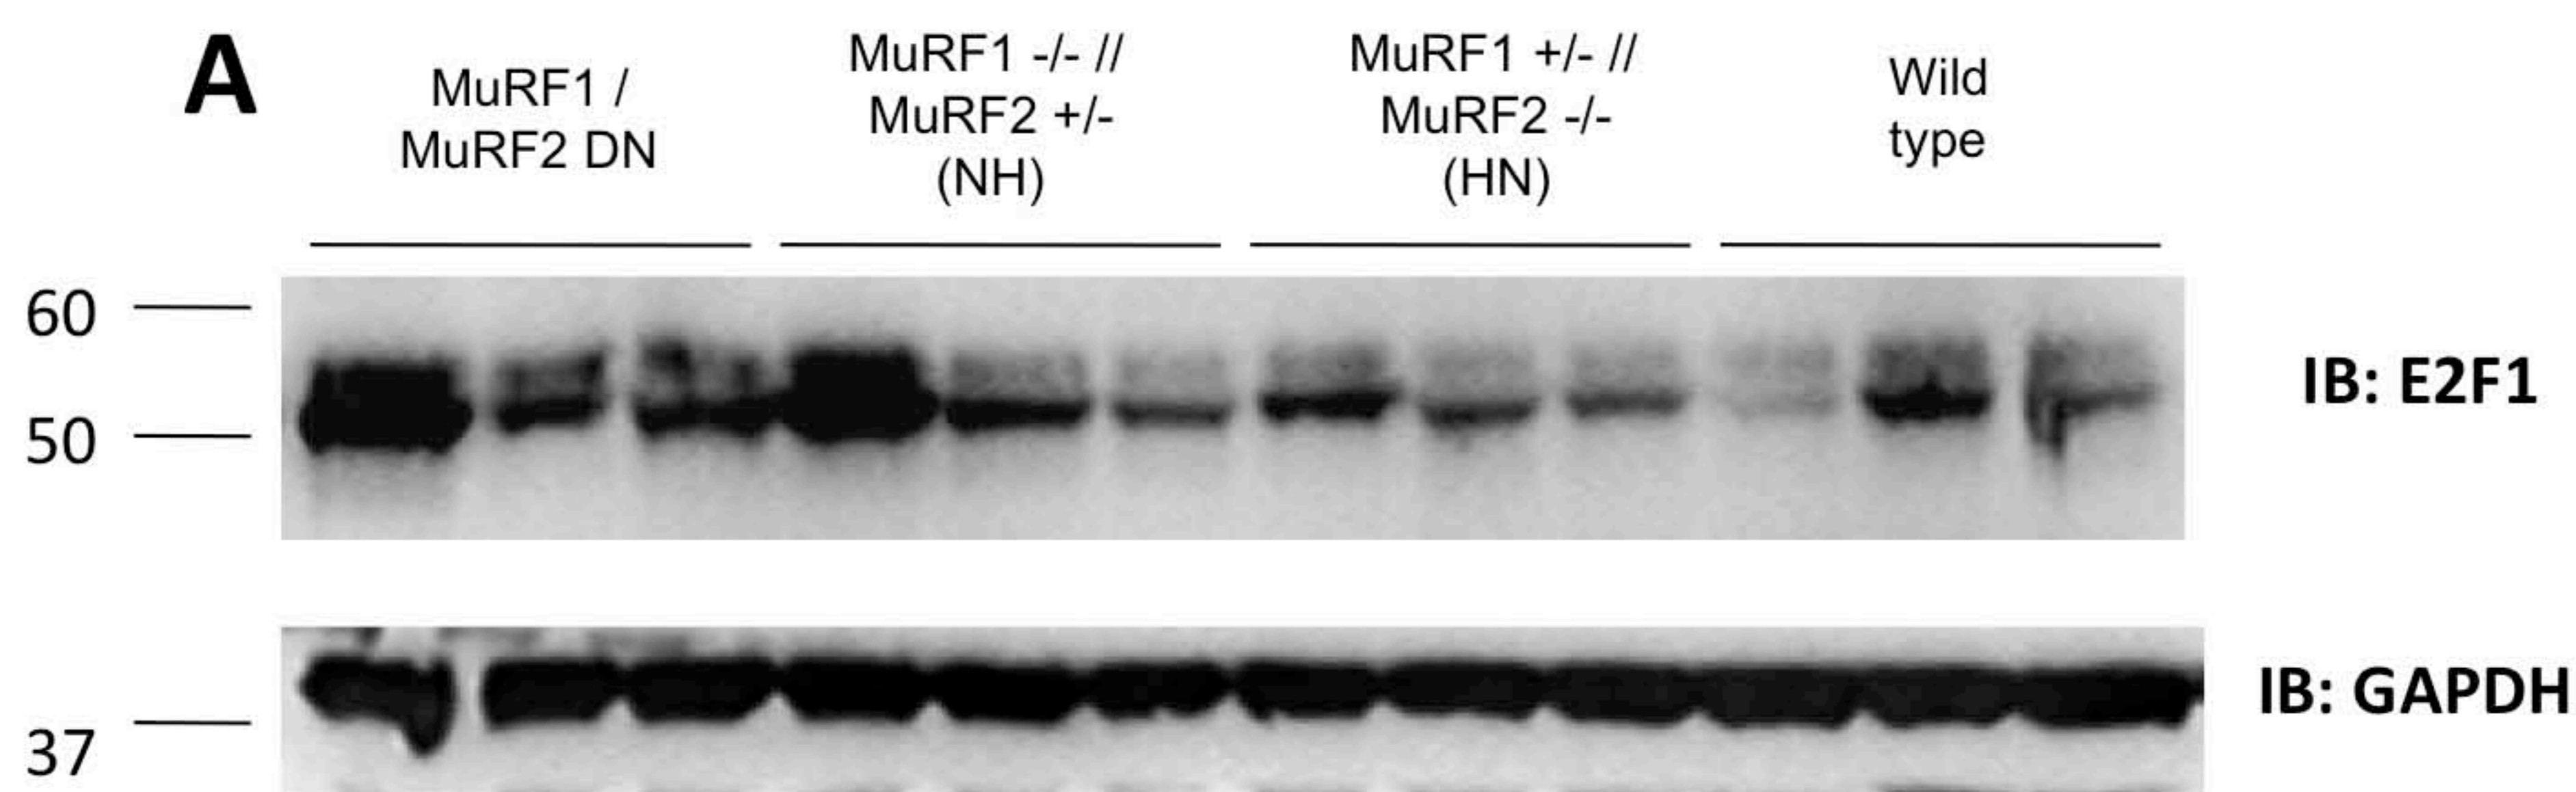 A
MuRF1 /
MuRF2 DN
MuRF1 -/- //
MuRF2 +/-
(NH)
MuRF1 +/- //
MuRF2 -/-
(HN)
Wild
type
60
50
IB: E2F1
37
IB: GAPDH